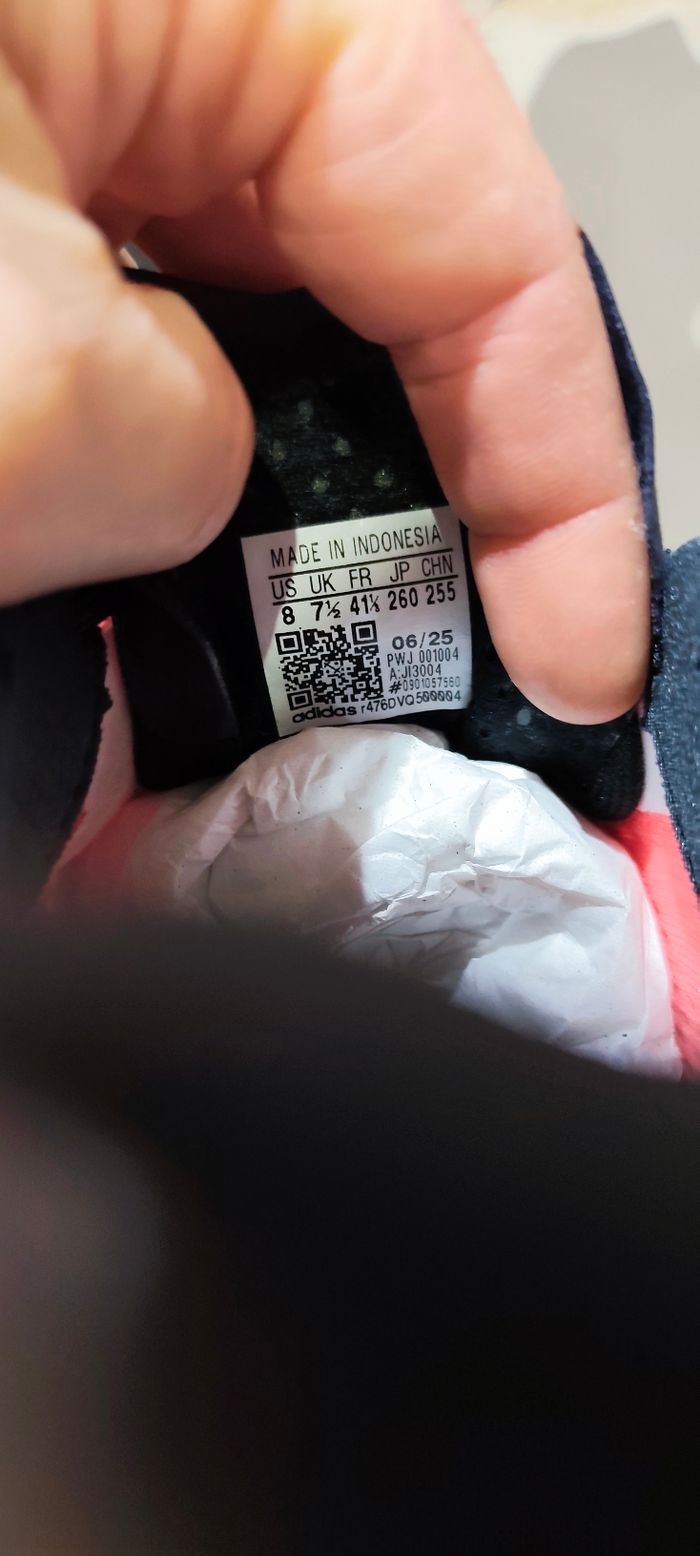 MADE IN INDONESIA
US UK FR JP CHN
8 7½ 41⅓ 260 255
06/25
PWJ 001004
A:JI3004
#0901057560
adidas r476DVQ500004